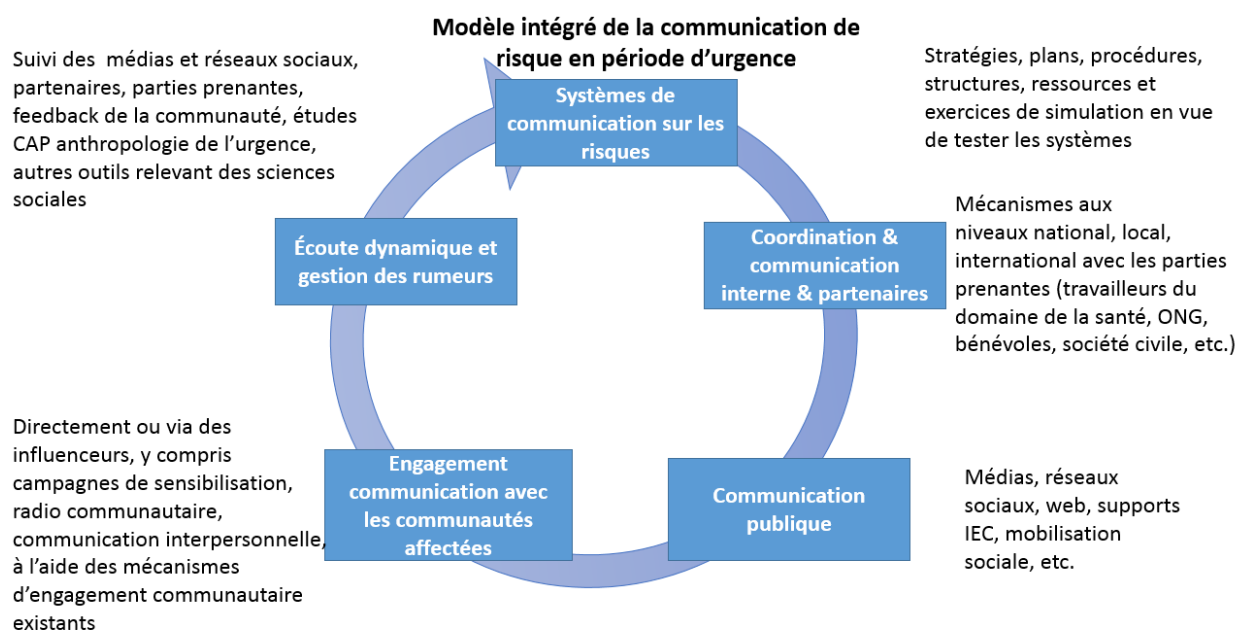 Modèle intégré de la communication de
risque en période d’urgence
Systèmes de
communication sur les
risques
Stratégies, plans, procédures,
structures, ressources et
exercices de simulation en vue
de tester les systèmes
Coordination &
communication
interne & partenaires
Mécanismes aux
niveaux national, local,
international avec les parties
prenantes (travailleurs du
domaine de la santé, ONG,
bénévoles, société civile, etc.)
Communication
publique
Médias, réseaux
sociaux, web, supports
IEC, mobilisation
sociale, etc.
Engagement
communication avec
les communautés
affectées
Directement ou via des
influenceurs, y compris
campagnes de sensibilisation,
radio communautaire,
communication interpersonnelle,
à l’aide des mécanismes
d’engagement communautaire
existants
Écoute dynamique et
gestion des rumeurs
Suivi des médias et réseaux sociaux,
partenaires, parties prenantes,
feedback de la communauté, études
CAP anthropologie de l’urgence,
autres outils relevant des sciences
sociales